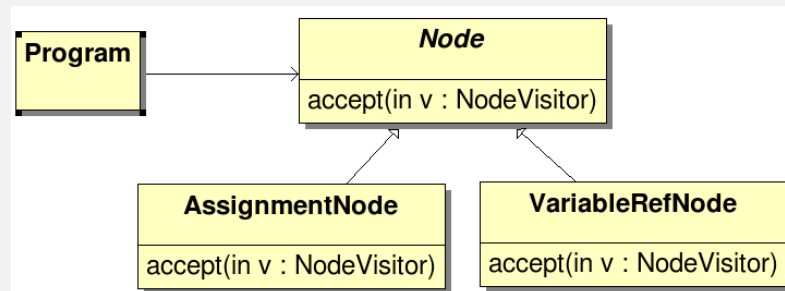 Program
Node
accept(in v : NodeVisitor)
AssignmentNode
accept(in v : NodeVisitor)
VariableRefNode
accept(in v : NodeVisitor)